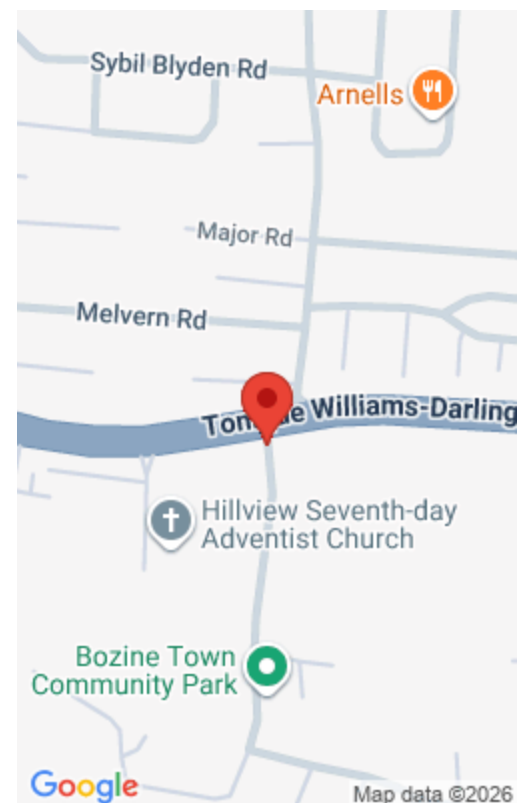 Sybil Blyden Rd
Arnells
Major Rd
Melvern Rd
Williams-Darling
Hillview Seventh-day
Adventist Church
Bozine Town
Community Park
Google
Map data ©2026